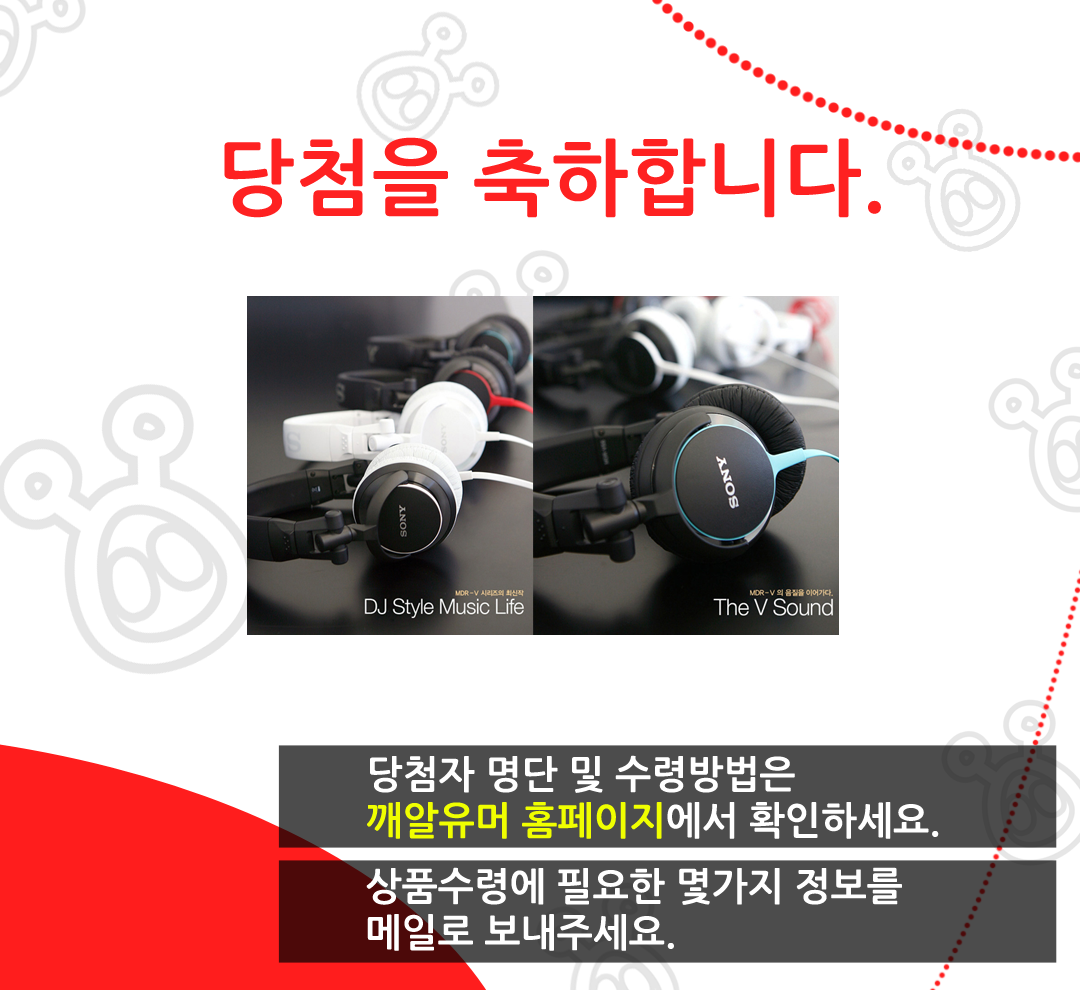 당첨을 축하합니다.
SONY
SONY
SONY
MDR-V 시리즈의 최신작
DJ Style Music Life
MDR-V 의 음질을 이어가다.
The V Sound
당첨자 명단 및 수령방법은
깨알유머 홈페이지에서 확인하세요.
상품수령에 필요한 몇가지 정보를
메일로 보내주세요.